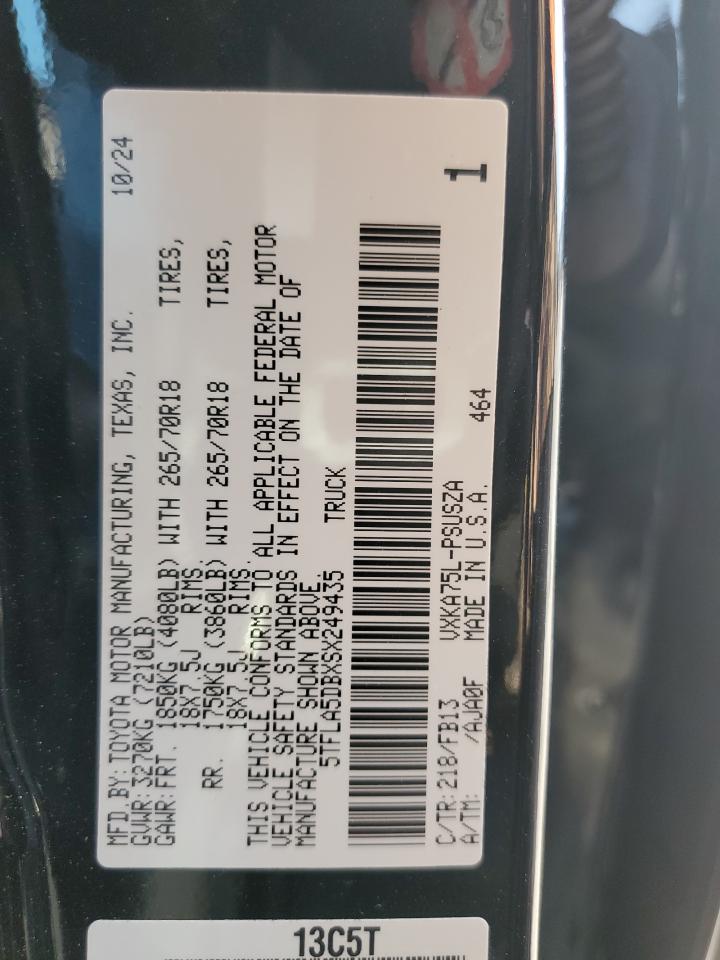 MFD.BY:TOYOTA MOTOR MANUFACTURING, TEXAS, INC. 10/24
GVWR:3270KG (7210LB)
GAWR:FRT. 1850KG (4080LB) WITH 265/70R18 TIRES,
18X7.5J RIMS.
RR. 1750KG (3860LB) WITH 265/70R18 TIRES,
18X7.5J RIMS.
THIS VEHICLE CONFORMS TO ALL APPLICABLE FEDERAL MOTOR
VEHICLE SAFETY STANDARDS IN EFFECT ON THE DATE OF
MANUFACTURE SHOWN ABOVE.
5TFLA5DBXSX249435 TRUCK
C/TR:218/FB13 VXKA75L-PSUSZA 1
A/TM: /AJA0F MADE IN U.S.A. 464
13C5T